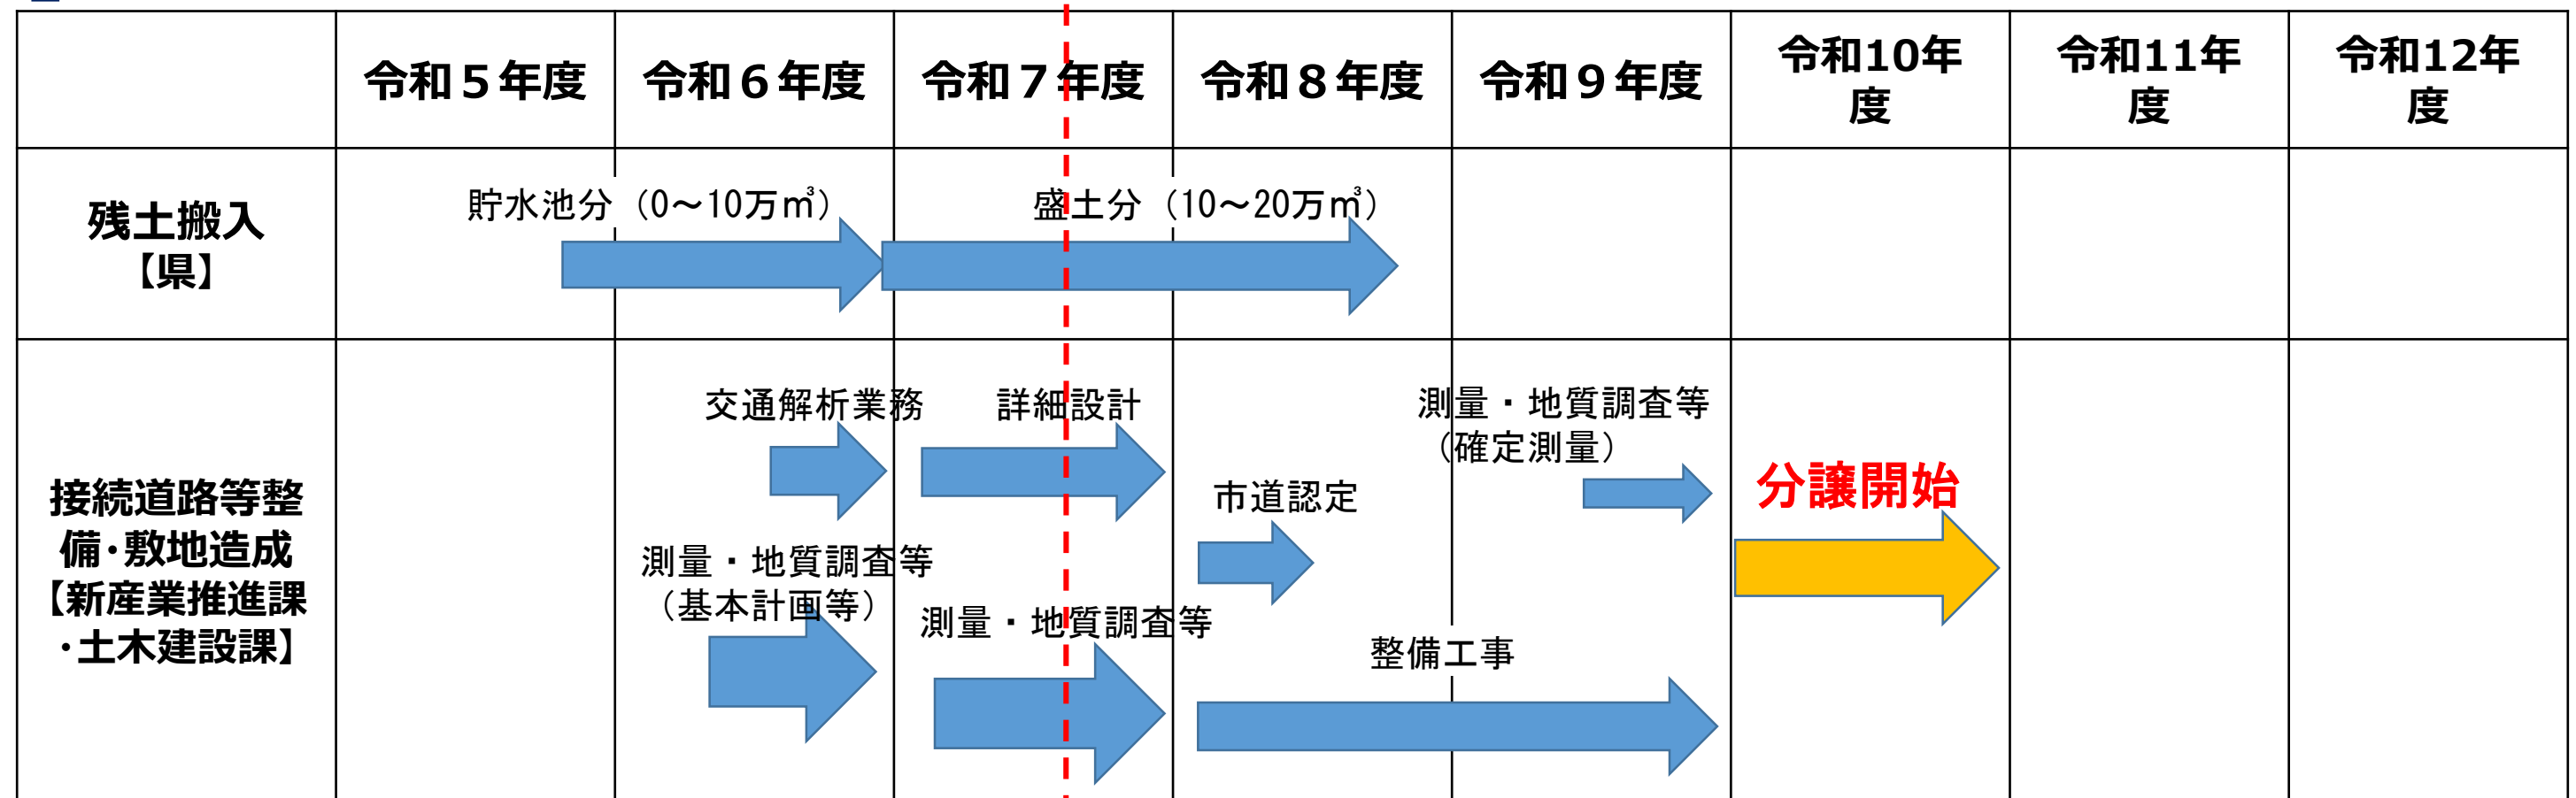 令和５年度
令和６年度
令和７年度
令和８年度
令和９年度
令和10年
度
令和11年
度
令和12年
度
残土搬入
【県】
貯水池分（0～10万㎥）
盛土分（10～20万㎥）
接続道路等整
備・敷地造成
【新産業推進課
・土木建設課】
交通解析業務
測量・地質調査等
（基本計画等）
詳細設計
測量・地質調査等
市道認定
整備工事
測量・地質調査等
（確定測量）
分譲開始